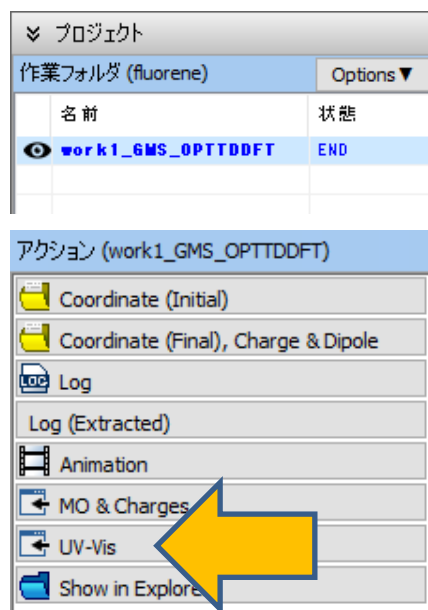 プロジェクト
作業フォルダ (fluorene) Options▼
名前 状態
work1_GMS_OPTTDDFT END
アクション (work1_GMS_OPTTDDFT)
Coordinate (Initial)
Coordinate (Final), Charge & Dipole
LOG Log
Log (Extracted)
Animation
MO & Charges
UV-Vis
Show in Explore